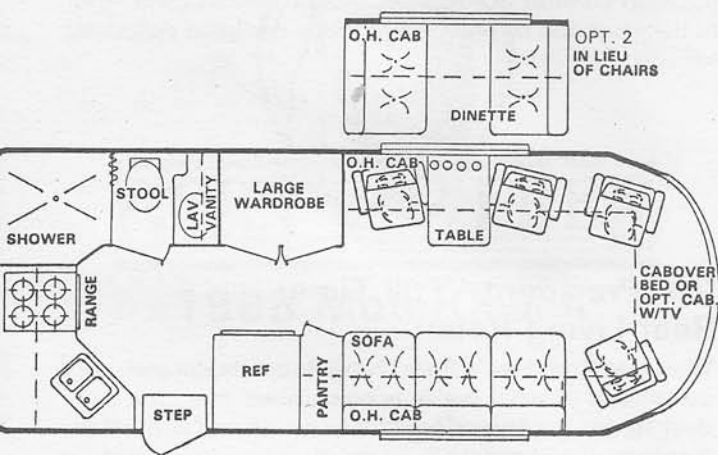 O.H. CAB
OPT. 2
IN LIEU
OF CHAIRS
DINETTE
SHOWER
STOOL
LAV
VANITY
LARGE
WARDROBE
O.H. CAB
TABLE
CABOVER
BED OR
OPT. CAB.
W/TV
RANGE
STEP
REF
PANTRY
SOFA
O.H. CAB